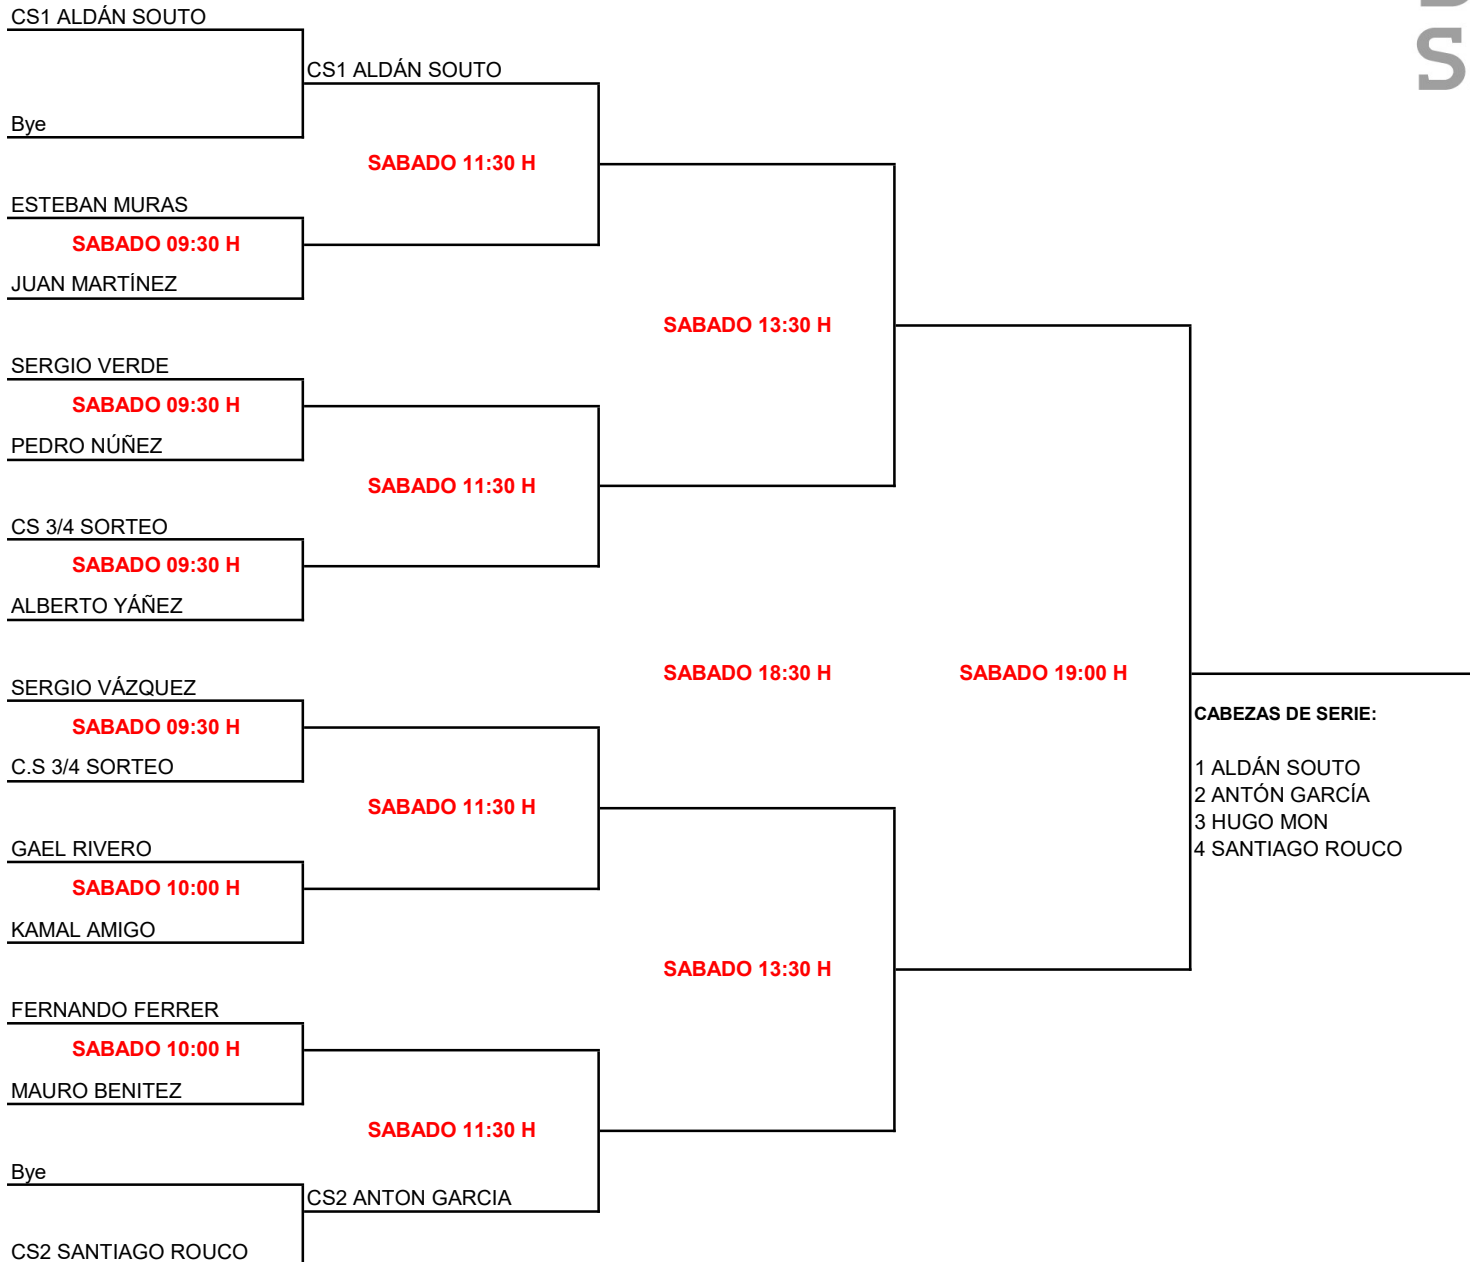 CS1 ALDÁN SOUTO
S
CS1 ALDÁN SOUTO
Bye
SABADO 11:30 H
ESTEBAN MURAS
SABADO 09:30 H
JUAN MARTÍNEZ
SABADO 13:30 H
SERGIO VERDE
SABADO 09:30 H
PEDRO NÚÑEZ
SABADO 11:30 H
CS 3/4 SORTEO
SABADO 09:30 H
ALBERTO YÁÑEZ
SABADO 18:30 H
SABADO 19:00 H
SERGIO VÁZQUEZ
SABADO 09:30 H
C.S 3/4 SORTEO
SABADO 11:30 H
GAEL RIVERO
SABADO 10:00 H
KAMAL AMIGO
CABEZAS DE SERIE:
1 ALDÁN SOUTO
2 ANTÓN GARCÍA
3 HUGO MON
4 SANTIAGO ROUCO
SABADO 13:30 H
FERNANDO FERRER
SABADO 10:00 H
MAURO BENITEZ
SABADO 11:30 H
Bye
CS2 ANTON GARCIA
CS2 SANTIAGO ROUCO